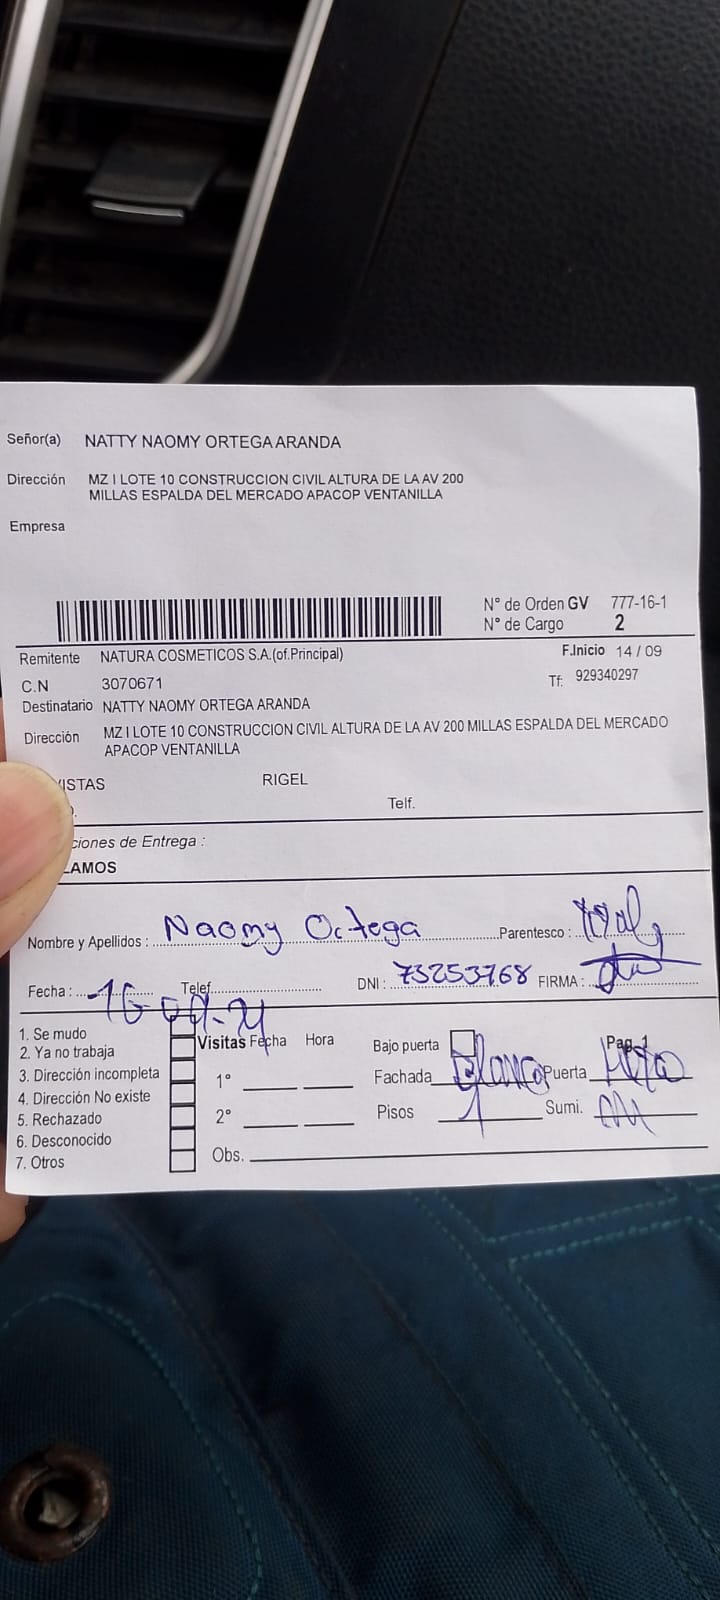 Señor(a) NATTY NAOMY ORTEGA ARANDA
Dirección MZ I LOTE 10 CONSTRUCCION CIVIL ALTURA DE LA AV 200
MILLAS ESPALDA DEL MERCADO APACOP VENTANILLA
Empresa
N° de Orden GV 777-16-1
N° de Cargo 2
Remitente NATURA COSMETICOS S.A.(of.Principal) F.Inicio 14 / 09
C.N 3070671 Tf: 929340297
Destinatario NATTY NAOMY ORTEGA ARANDA
Dirección MZ I LOTE 10 CONSTRUCCION CIVIL ALTURA DE LA AV 200 MILLAS ESPALDA DEL MERCADO
APACOP VENTANILLA
ISTAS RIGEL
Telf.
ciones de Entrega :
LAMOS
Nombre y Apellidos : Naomy Ortega Parentesco :
Fecha : 16-09-21 Telef. DNI : 73253768 FIRMA :
1. Se mudo
2. Ya no trabaja
3. Dirección incompleta
4. Dirección No existe
5. Rechazado
6. Desconocido
7. Otros
Visitas Fecha Hora
1°
2°
Obs.
Bajo puerta Pag. 1
Fachada Blanca Puerta
Pisos 1 Sumi.